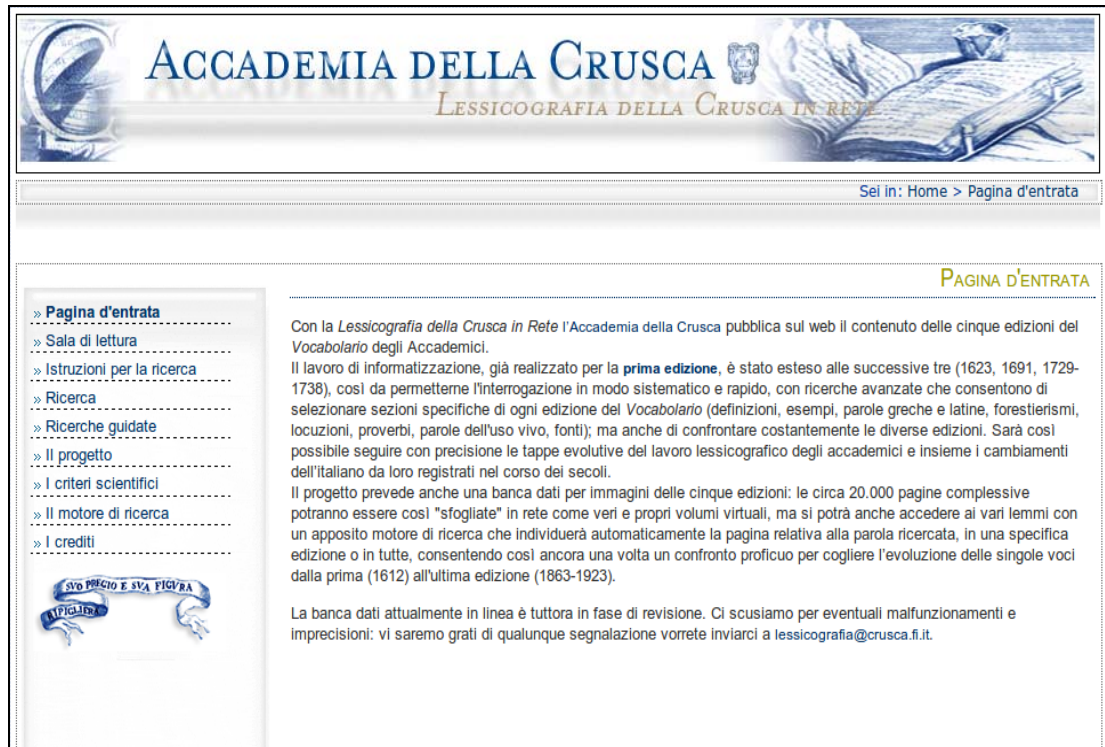 ACCADEMIA DELLA CRUSCA
LESSICOGRAFIA DELLA CRUSCA IN RETE
Sei in: Home > Pagina d'entrata
PAGINA D'ENTRATA
» Pagina d'entrata
» Sala di lettura
» Istruzioni per la ricerca
» Ricerca
» Ricerche guidate
» Il progetto
» I criteri scientifici
» Il motore di ricerca
» I crediti
SVO PREGIO E SVA FIGVRA
RIPIGLIERA
Con la Lessicografia della Crusca in Rete l'Accademia della Crusca pubblica sul web il contenuto delle cinque edizioni del
Vocabolario degli Accademici.
Il lavoro di informatizzazione, già realizzato per la prima edizione, è stato esteso alle successive tre (1623, 1691, 1729-
1738), così da permetterne l'interrogazione in modo sistematico e rapido, con ricerche avanzate che consentono di
selezionare sezioni specifiche di ogni edizione del Vocabolario (definizioni, esempi, parole greche e latine, forestierismi,
locuzioni, proverbi, parole dell'uso vivo, fonti); ma anche di confrontare costantemente le diverse edizioni. Sarà così
possibile seguire con precisione le tappe evolutive del lavoro lessicografico degli accademici e insieme i cambiamenti
dell'italiano da loro registrati nel corso dei secoli.
Il progetto prevede anche una banca dati per immagini delle cinque edizioni: le circa 20.000 pagine complessive
potranno essere così "sfogliate" in rete come veri e propri volumi virtuali, ma si potrà anche accedere ai vari lemmi con
un apposito motore di ricerca che individuerà automaticamente la pagina relativa alla parola ricercata, in una specifica
edizione o in tutte, consentendo così ancora una volta un confronto proficuo per cogliere l'evoluzione delle singole voci
dalla prima (1612) all'ultima edizione (1863-1923).
La banca dati attualmente in linea è tuttora in fase di revisione. Ci scusiamo per eventuali malfunzionamenti e
imprecisioni: vi saremo grati di qualunque segnalazione vorrete inviarci a lessicografia@crusca.fi.it.